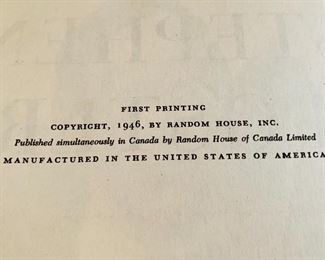 FIRST PRINTING
COPYRIGHT, 1946, BY RANDOM HOUSE, INC.
Published simultaneously in Canada by Random House of Canada Limited
MANUFACTURED IN THE UNITED STATES OF AMERICA